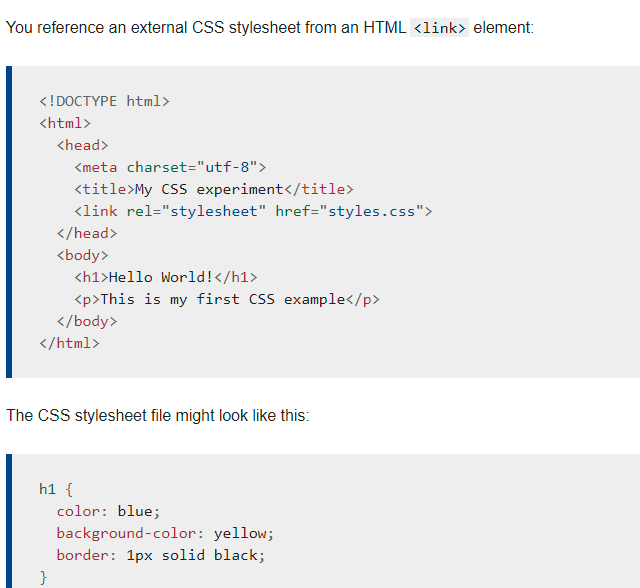 You reference an external CSS stylesheet from an HTML <link> element:
<!DOCTYPE html>
<html>
  <head>
    <meta charset="utf-8">
    <title>My CSS experiment</title>
    <link rel="stylesheet" href="styles.css">
  </head>
  <body>
    <h1>Hello World!</h1>
    <p>This is my first CSS example</p>
  </body>
</html>
The CSS stylesheet file might look like this:
h1 {
  color: blue;
  background-color: yellow;
  border: 1px solid black;
}